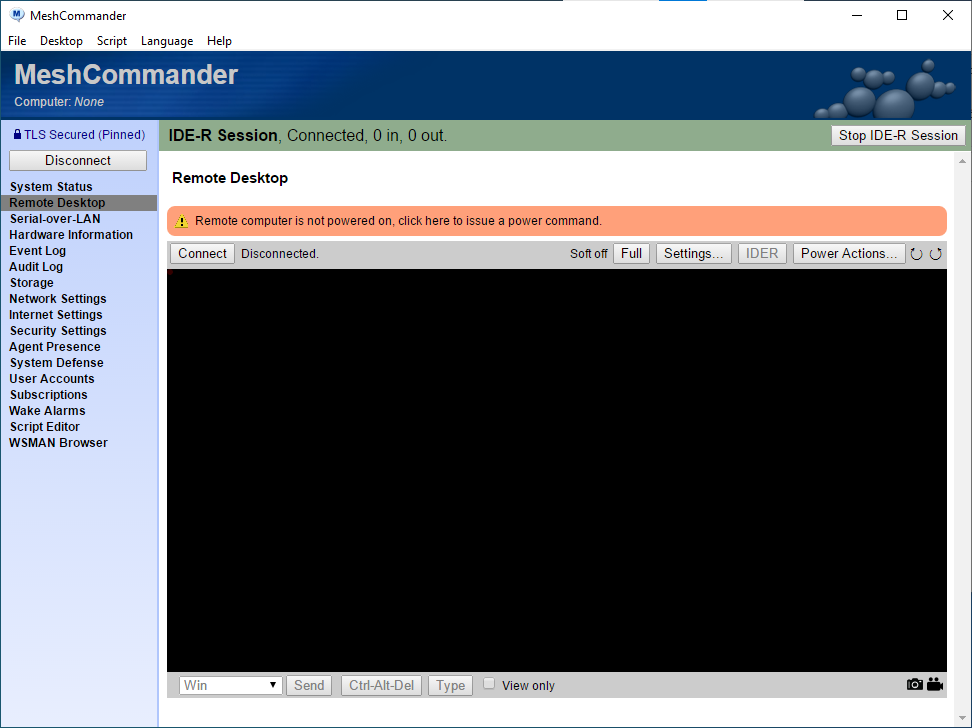 MeshCommander
File Desktop Script Language Help
MeshCommander
Computer: None
TLS Secured (Pinned)
Disconnect
System Status
Remote Desktop
Serial-over-LAN
Hardware Information
Event Log
Audit Log
Storage
Network Settings
Internet Settings
Security Settings
Agent Presence
System Defense
User Accounts
Subscriptions
Wake Alarms
Script Editor
WSMAN Browser
IDE-R Session, Connected, 0 in, 0 out. Stop IDE-R Session
Remote Desktop
Remote computer is not powered on, click here to issue a power command.
Connect Disconnected. Soft off Full Settings... IDER Power Actions...
Win Send Ctrl-Alt-Del Type View only